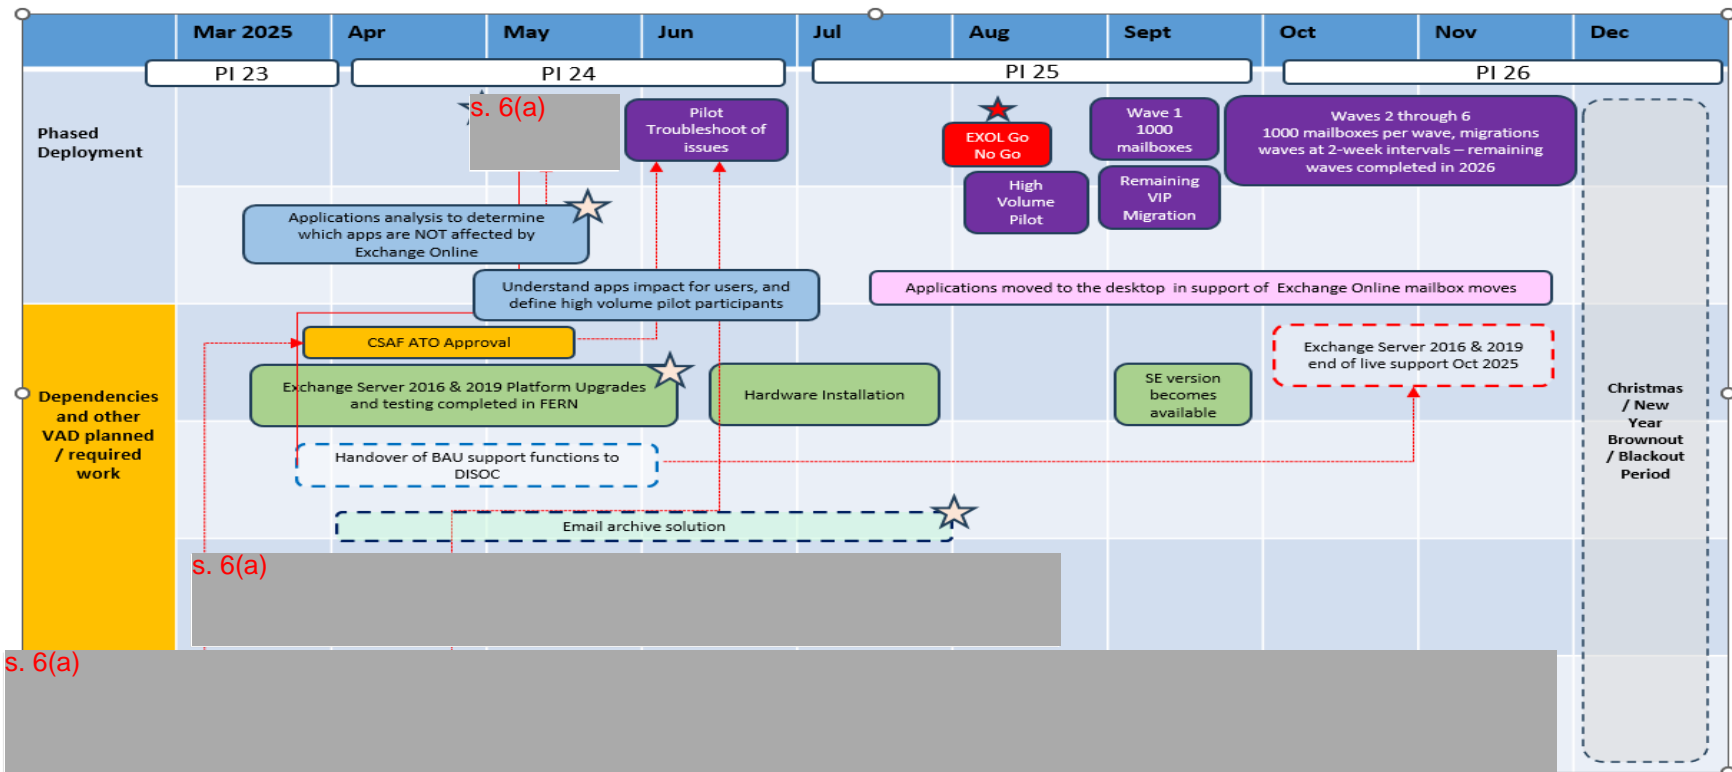 Mar 2025
Apr
May
Jun
Jul
Aug
Sept
Oct
Nov
Dec
PI 23
PI 24
PI 25
PI 26
Phased
Deployment
s. 6(a)
Pilot
Troubleshoot of
issues
EXOL Go
No Go
Wave 1
1000
mailboxes
Waves 2 through 6
1000 mailboxes per wave, migrations
waves at 2-week intervals – remaining
waves completed in 2026
High
Volume
Pilot
Remaining
VIP
Migration
Applications analysis to determine
which apps are NOT affected by
Exchange Online
Understand apps impact for users, and
define high volume pilot participants
Applications moved to the desktop in support of Exchange Online mailbox moves
Dependencies
and other
VAD planned
/ required
work
CSAF ATO Approval
Exchange Server 2016 & 2019
end of live support Oct 2025
Exchange Server 2016 & 2019 Platform Upgrades
and testing completed in FERN
Hardware Installation
SE version
becomes
available
Handover of BAU support functions to
DISOC
Email archive solution
Christmas
/ New
Year
Brownout
/ Blackout
Period
s. 6(a)
s. 6(a)